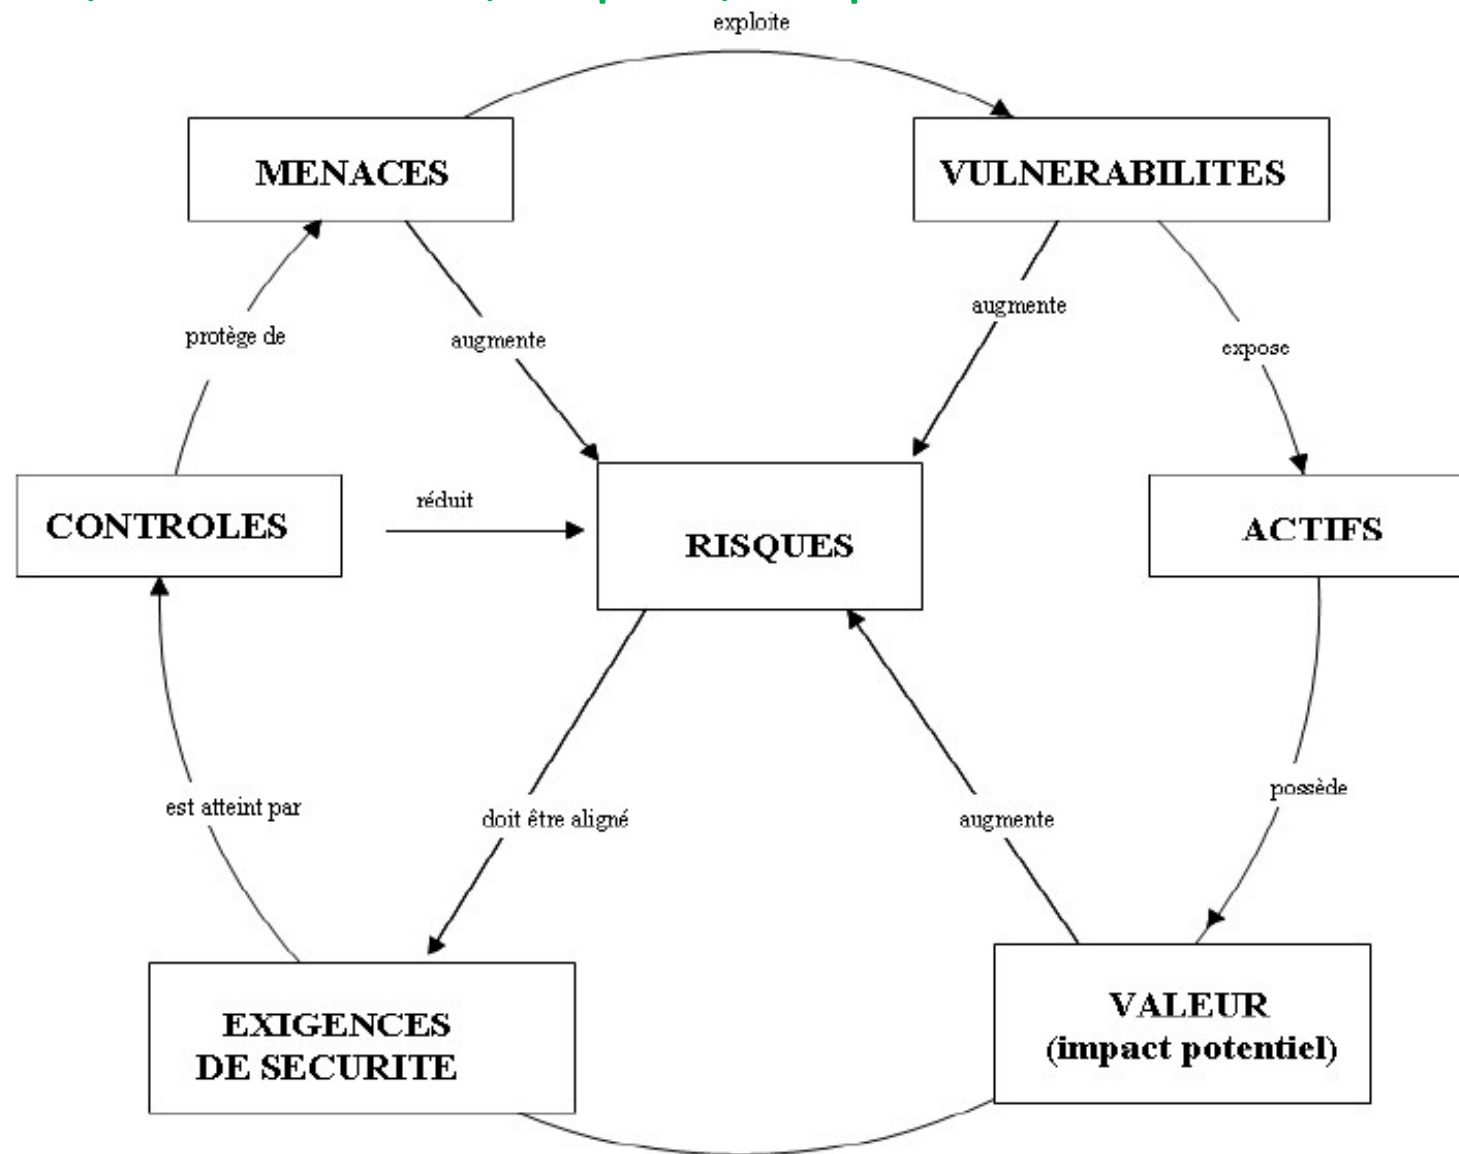 exploite
MENACES
VULNERABILITES
protège de
augmente
augmente
expose
CONTROLES
réduit
RISQUES
ACTIFS
est atteint par
doit être aligné
augmente
possède
EXIGENCES
DE SECURITE
VALEUR
(impact potentiel)